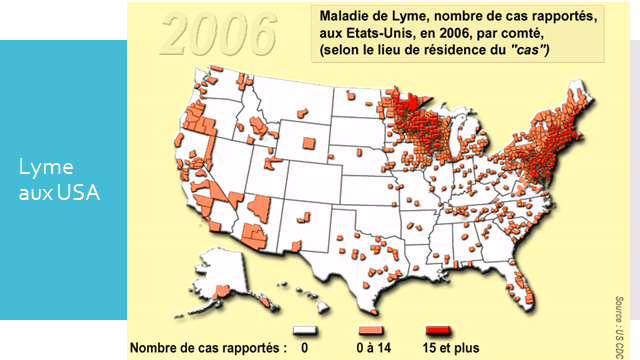 Lyme
aux USA
2006
Maladie de Lyme, nombre de cas rapportés,
aux Etats-Unis, en 2006, par comté,
(selon le lieu de résidence du "cas")
Nombre de cas rapportés : 0 0 à 14 15 et plus
Source : US CDC